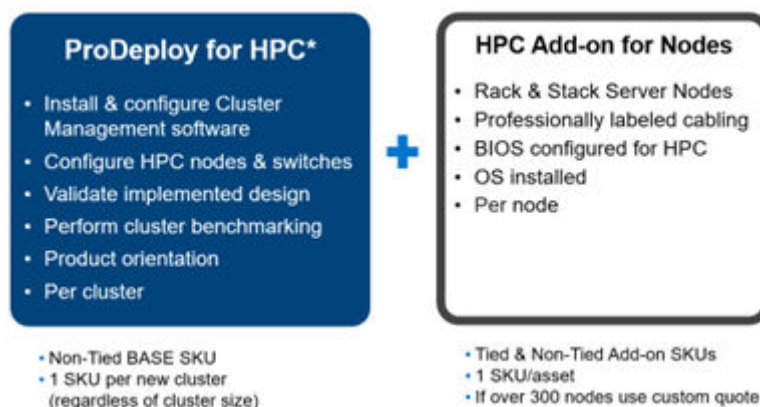 ProDeploy for HPC*
• Install & configure Cluster
Management software
• Configure HPC nodes & switches
• Validate implemented design
• Perform cluster benchmarking
• Product orientation
• Per cluster
• Non-Tied BASE SKU
• 1 SKU per new cluster
(regardless of cluster size)
+
HPC Add-on for Nodes
• Rack & Stack Server Nodes
• Professionally labeled cabling
• BIOS configured for HPC
• OS installed
• Per node
• Tied & Non-Tied Add-on SKUs
• 1 SKU/asset
• If over 300 nodes use custom quote